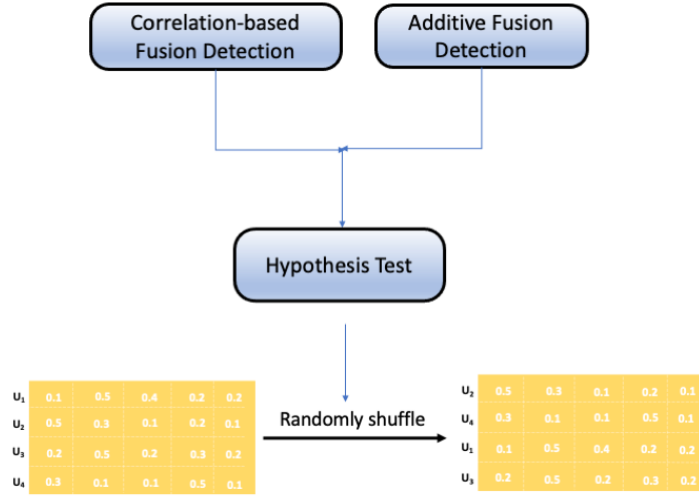 Correlation-based
Fusion Detection
Additive Fusion
Detection
Hypothesis Test
Randomly shuffle
U₁ 0.1 0.5 0.4 0.2 0.2
U₂ 0.5 0.3 0.1 0.2 0.1
U₃ 0.2 0.5 0.2 0.3 0.2
U₄ 0.3 0.1 0.1 0.5 0.1
U₂ 0.5 0.3 0.1 0.2 0.1
U₄ 0.3 0.1 0.1 0.5 0.1
U₁ 0.1 0.5 0.4 0.2 0.2
U₃ 0.2 0.5 0.2 0.3 0.2